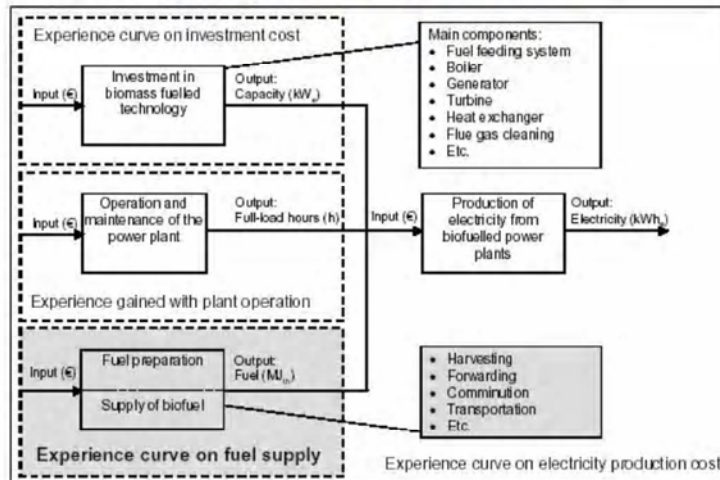 Experience curve on investment cost
Input (€)
Investment in
biomass fuelled
technology
Output:
Capacity (kWe)
Main components:
• Fuel feeding system
• Boiler
• Generator
• Turbine
• Heat exchanger
• Flue gas cleaning
• Etc.
Input (€)
Operation and
maintenance of the
power plant
Output:
Full-load hours (h)
Experience gained with plant operation
Input (€)
Production of
electricity from
biofuelled power
plants
Output:
Electricity (kWhe)
Input (€)
Fuel preparation
Supply of biofuel
Output:
Fuel (MJth)
Experience curve on fuel supply
• Harvesting
• Forwarding
• Comminution
• Transportation
• Etc.
Experience curve on electricity production cost